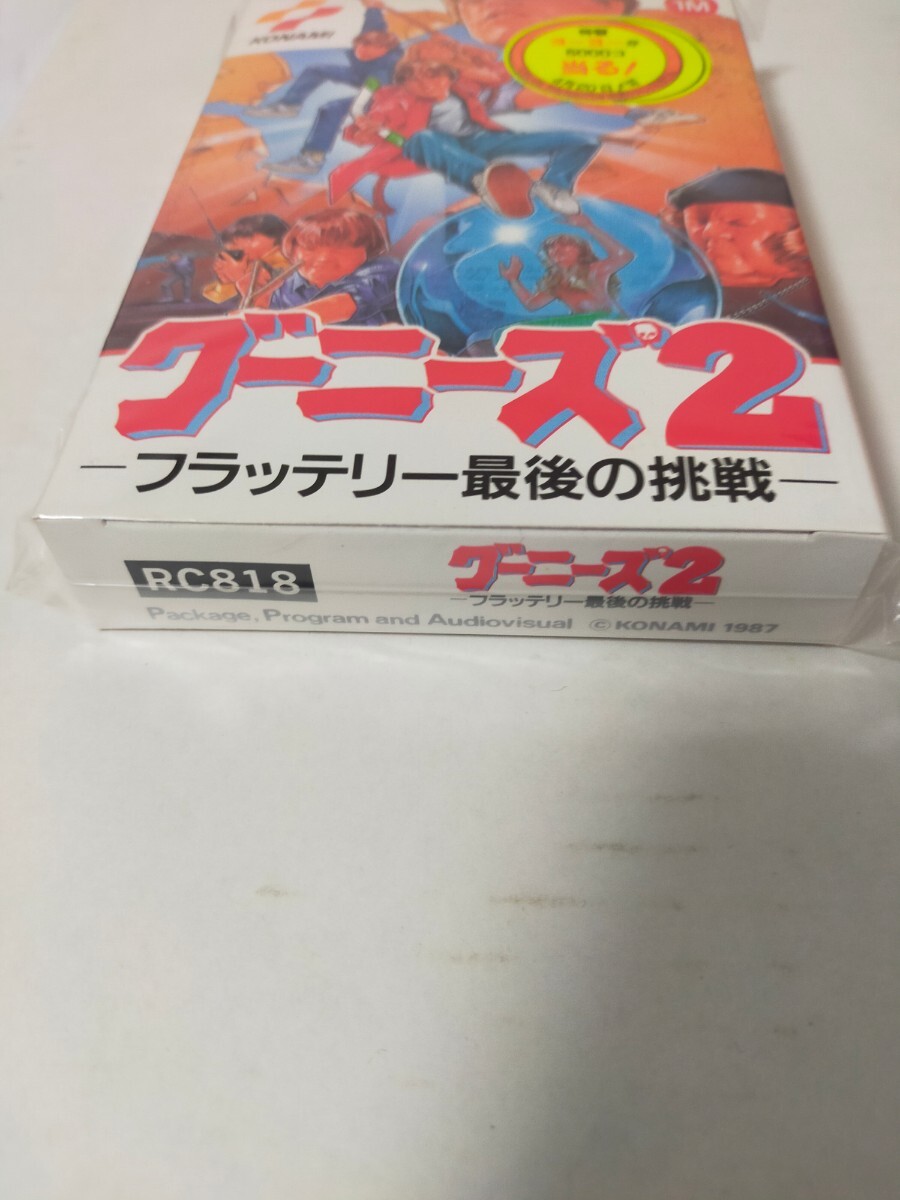 KONAMI
1M
当る!
グーニーズ2
-フラッテリー最後の挑戦-
RC818
グーニーズ2
-フラッテリー最後の挑戦-
Package, Program and Audiovisual ©KONAMI 1987